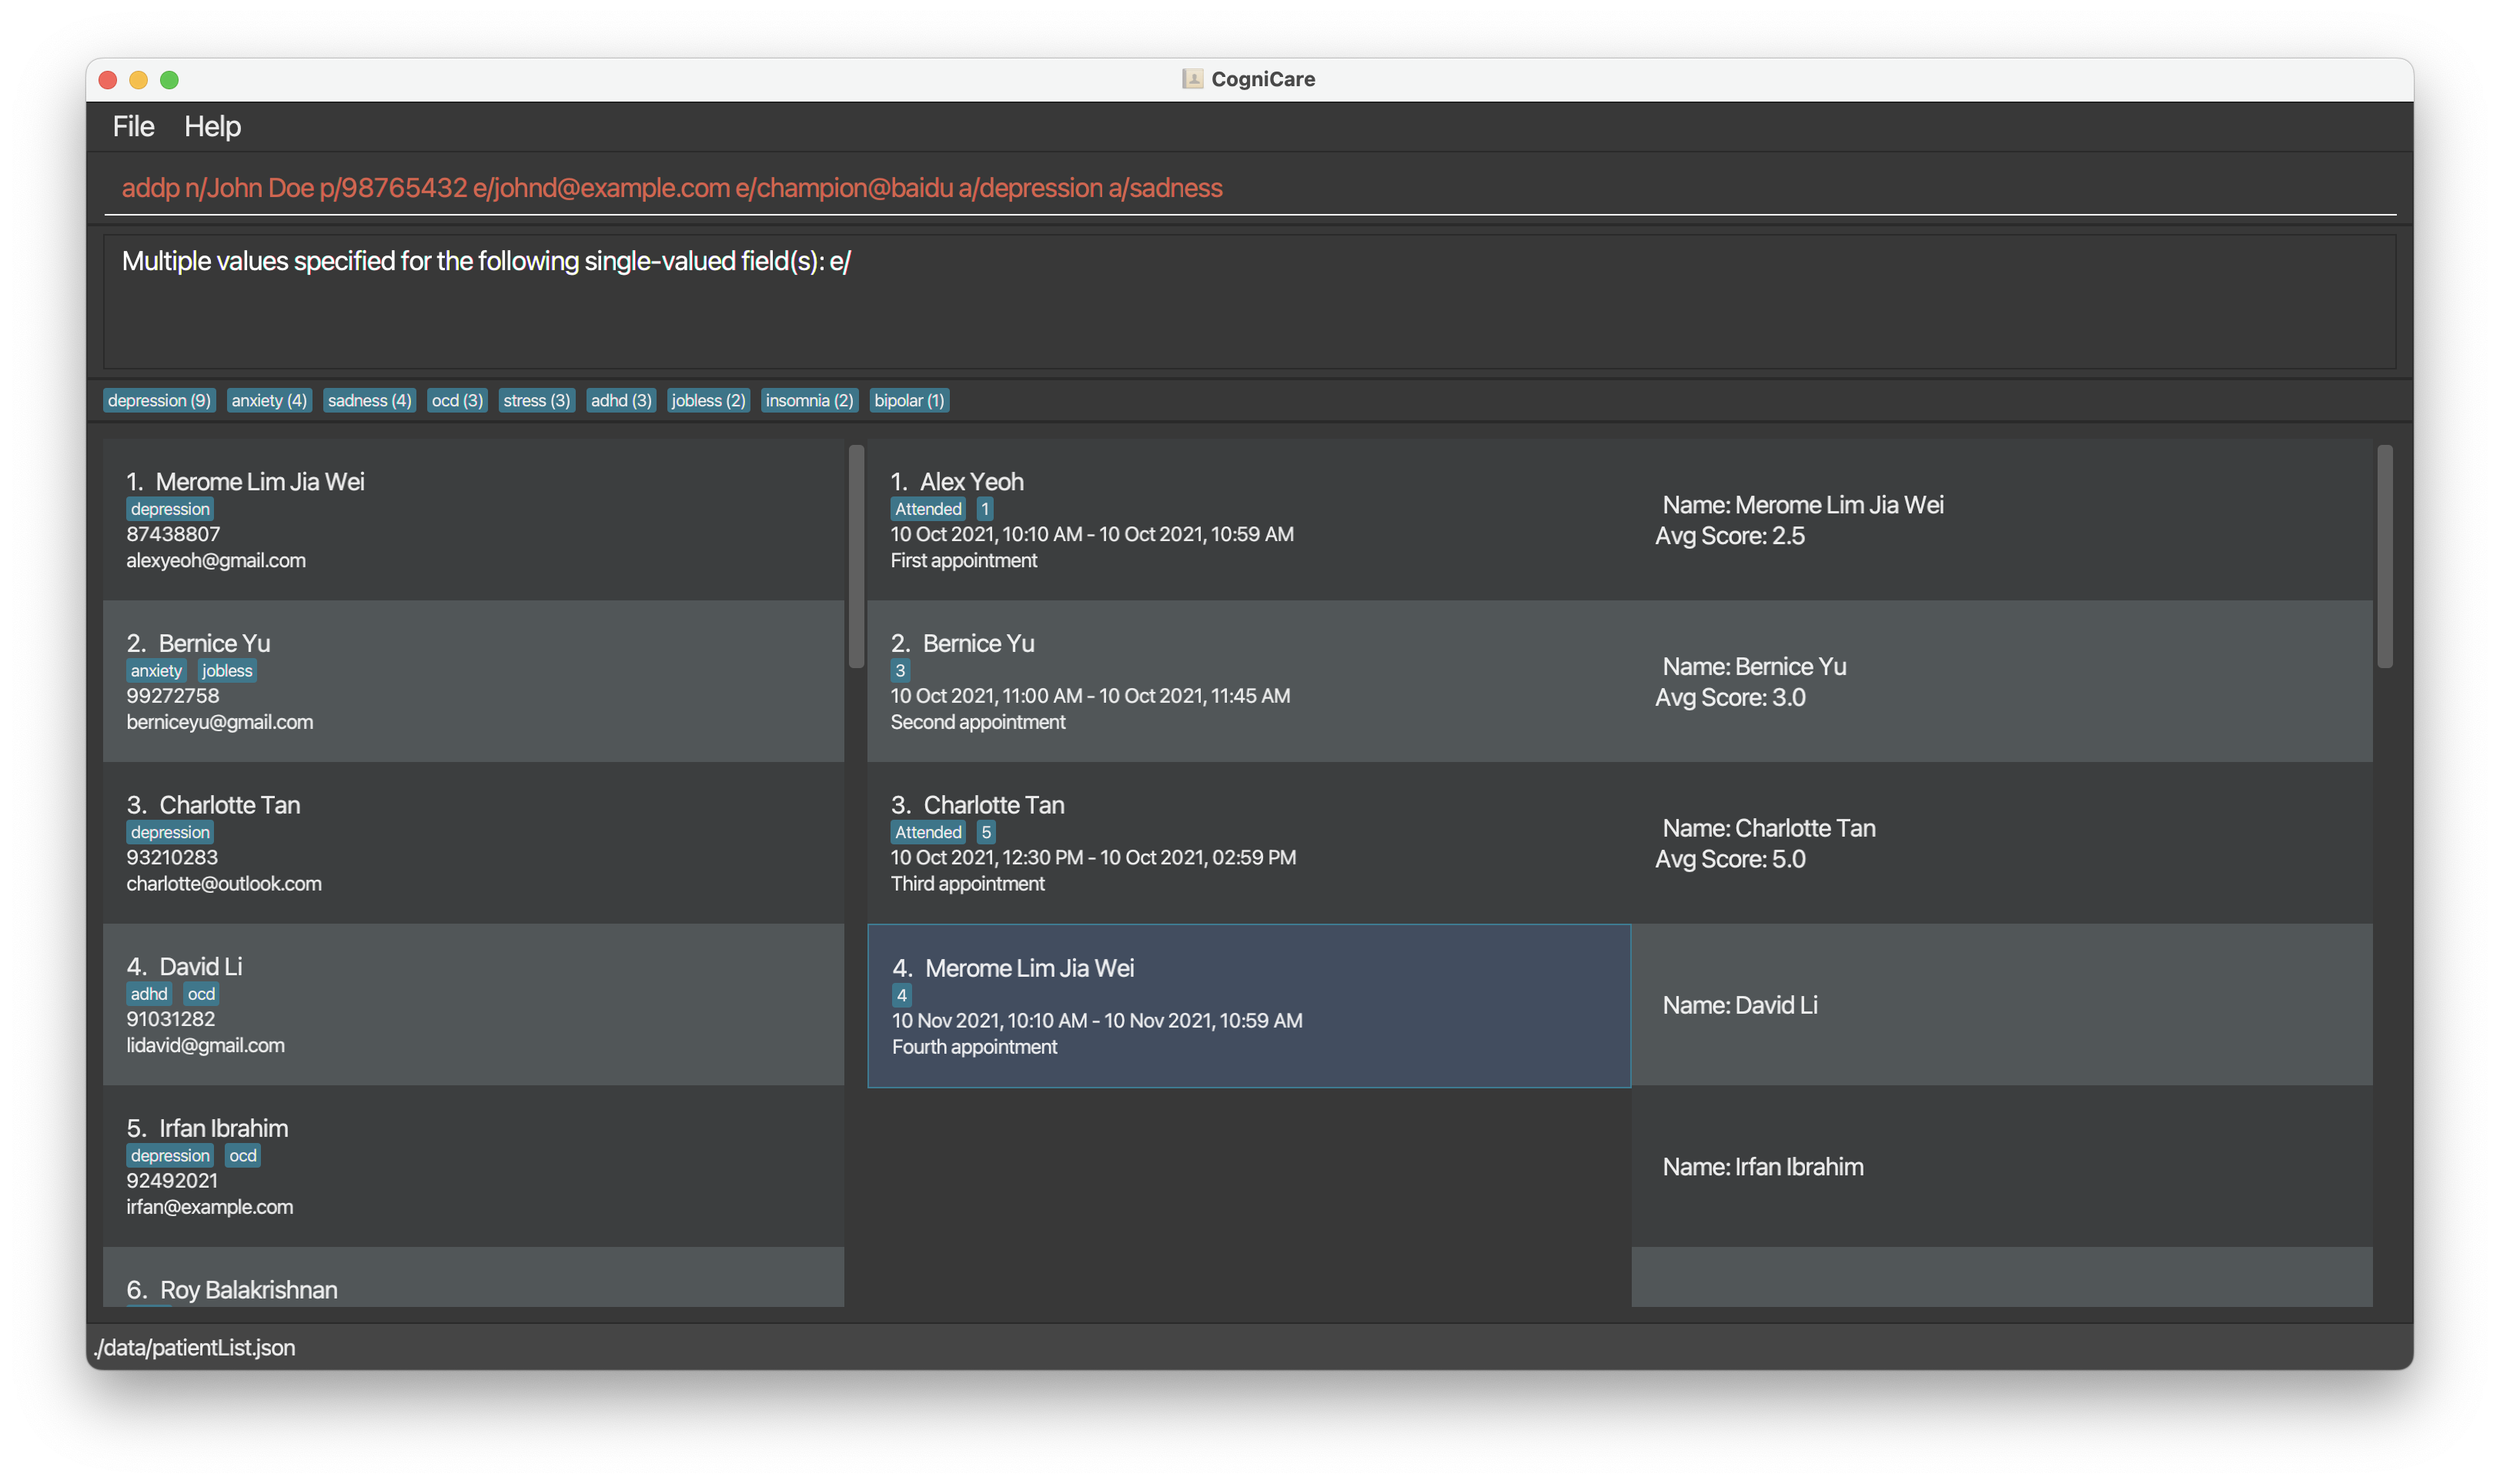 CogniCare
File Help
addp n/John Doe p/98765432 e/johnd@example.com e/champion@baidu a/depression a/sadness
Multiple values specified for the following single-valued field(s): e/
depression (9) anxiety (4) sadness (4) ocd (3) stress (3) adhd (3) jobless (2) insomnia (2) bipolar (1)
1. Merome Lim Jia Wei
depression
87438807
alexyeoh@gmail.com
2. Bernice Yu
anxiety jobless
99272758
berniceyu@gmail.com
3. Charlotte Tan
depression
93210283
charlotte@outlook.com
4. David Li
adhd ocd
91031282
lidavid@gmail.com
5. Irfan Ibrahim
depression ocd
92492021
irfan@example.com
6. Roy Balakrishnan
1. Alex Yeoh
Attended 1
10 Oct 2021, 10:10 AM - 10 Oct 2021, 10:59 AM
First appointment
2. Bernice Yu
3
10 Oct 2021, 11:00 AM - 10 Oct 2021, 11:45 AM
Second appointment
3. Charlotte Tan
Attended 5
10 Oct 2021, 12:30 PM - 10 Oct 2021, 02:59 PM
Third appointment
4. Merome Lim Jia Wei
4
10 Nov 2021, 10:10 AM - 10 Nov 2021, 10:59 AM
Fourth appointment
Name: Merome Lim Jia Wei
Avg Score: 2.5
Name: Bernice Yu
Avg Score: 3.0
Name: Charlotte Tan
Avg Score: 5.0
Name: David Li
Name: Irfan Ibrahim
./data/patientList.json